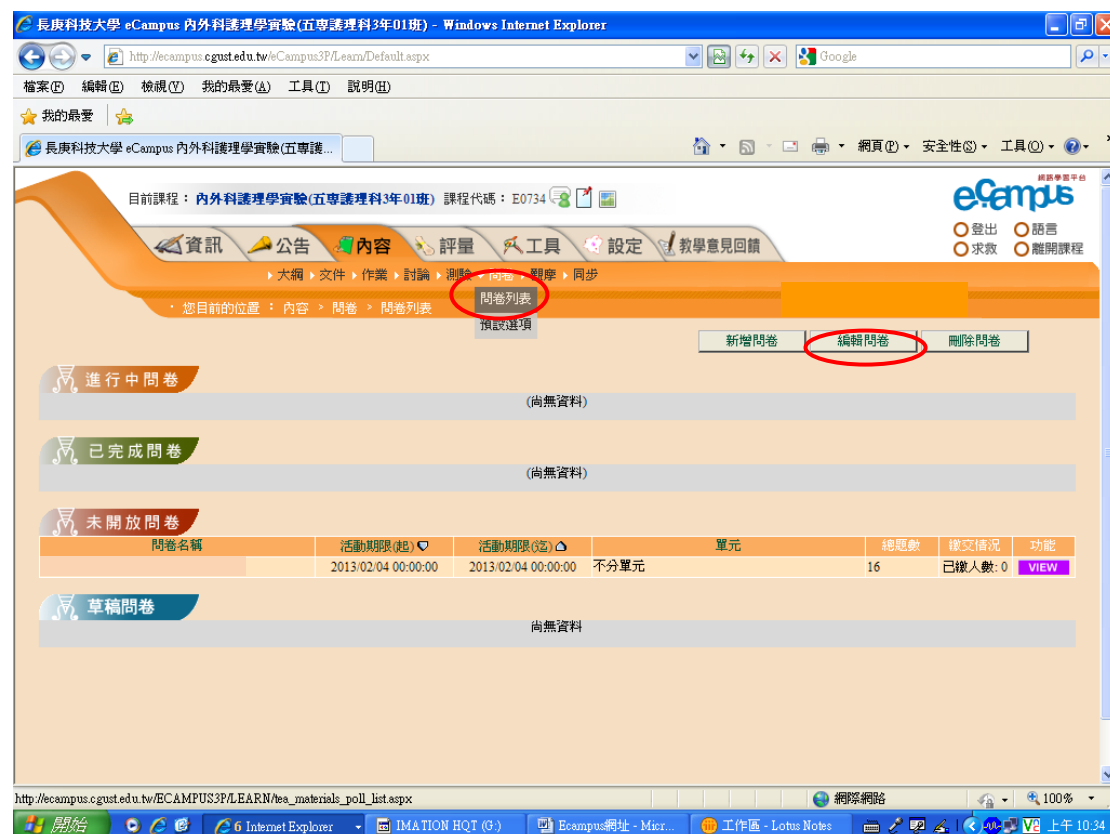 長庚科技大學 eCampus 內外科護理學實驗(五專護理科3年01班) - Windows Internet Explorer
http://ecampus.cgust.edu.tw/eCampus3P/Learn/Default.aspx
Google
檔案(F) 編輯(E) 檢視(V) 我的最愛(A) 工具(T) 說明(H)
我的最愛
長庚科技大學 eCampus 內外科護理學實驗(五專護...
網頁(P) 安全性(S) 工具(O)
目前課程：內外科護理學實驗(五專護理科3年01班) 課程代碼：E0734
網路學習平台
eCampus
登出 語言
求救 離開課程
資訊 公告 內容 評量 工具 設定 教學意見回饋
大綱 文件 作業 討論 測驗 問卷 觀摩 同步
問卷列表
預設選項
您目前的位置：內容 > 問卷 > 問卷列表
新增問卷 編輯問卷 刪除問卷
進行中問卷
(尚無資料)
已完成問卷
(尚無資料)
未開放問卷
問卷名稱 活動期限(起) 活動期限(迄) 單元 總題數 繳交情況 功能
2013/02/04 00:00:00 2013/02/04 00:00:00 不分單元 16 已繳人數: 0 VIEW
草稿問卷
尚無資料
http://ecampus.cgust.edu.tw/ECAMPUS3P/LEARN/tea_materials_poll_list.aspx
網際網路
100%
開始
6 Internet Explorer
IMATION HQT (G:)
Ecampus網址 - Micr...
工作區 - Lotus Notes
上午 10:34